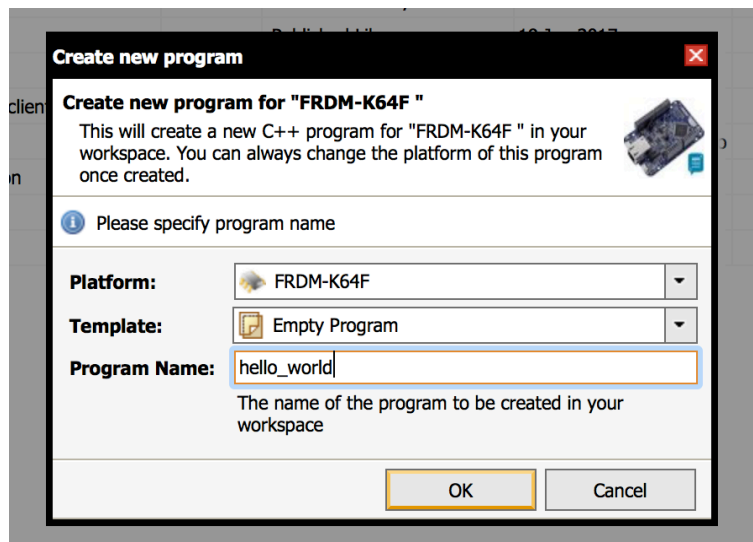 Create new program
client
on
Create new program for "FRDM-K64F "
This will create a new C++ program for "FRDM-K64F " in your
workspace. You can always change the platform of this program
once created.
Please specify program name
Platform:
FRDM-K64F
Template:
Empty Program
Program Name:
hello_world
The name of the program to be created in your
workspace
OK
Cancel